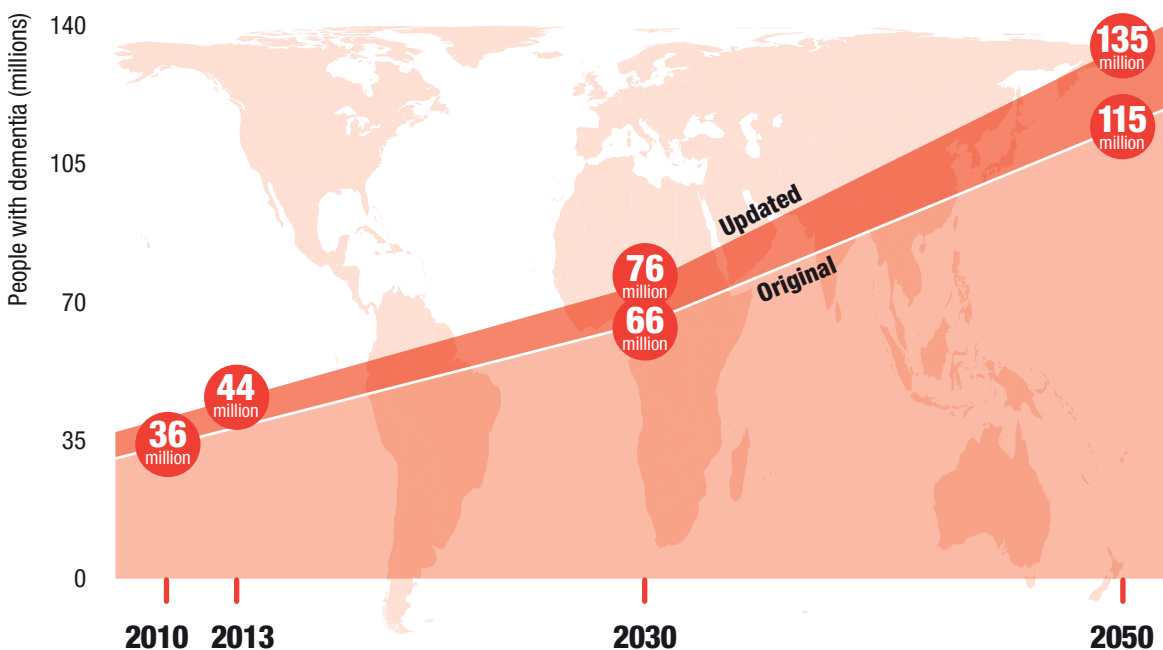 People with dementia (millions)
140
105
70
35
0
36
million
44
million
76
million
66
million
135
million
115
million
Updated
Original
2010
2013
2030
2050